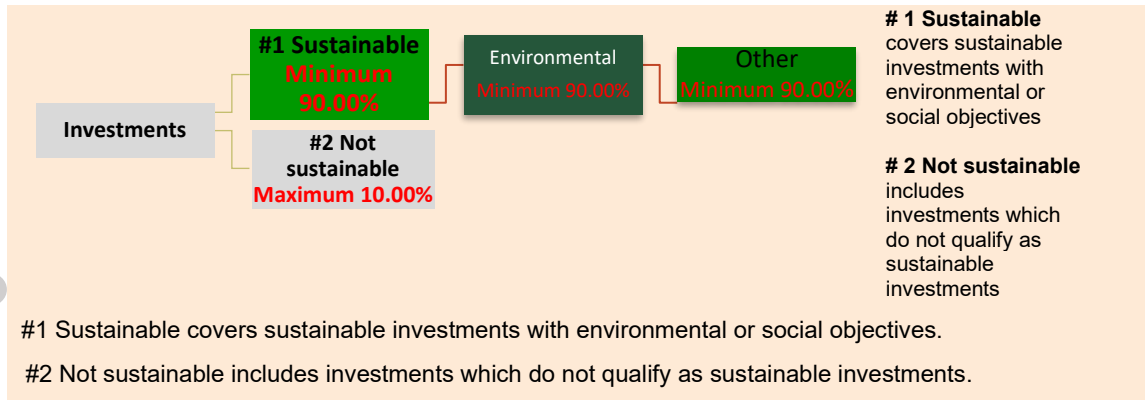 Investments
#1 Sustainable
Minimum
90.00%
#2 Not
sustainable
Maximum 10.00%
Environmental
Minimum 90.00%
Other
Minimum 90.00%
# 1 Sustainable
covers sustainable
investments with
environmental or
social objectives
# 2 Not sustainable
includes
investments which
do not qualify as
sustainable
investments
#1 Sustainable covers sustainable investments with environmental or social objectives.
#2 Not sustainable includes investments which do not qualify as sustainable investments.